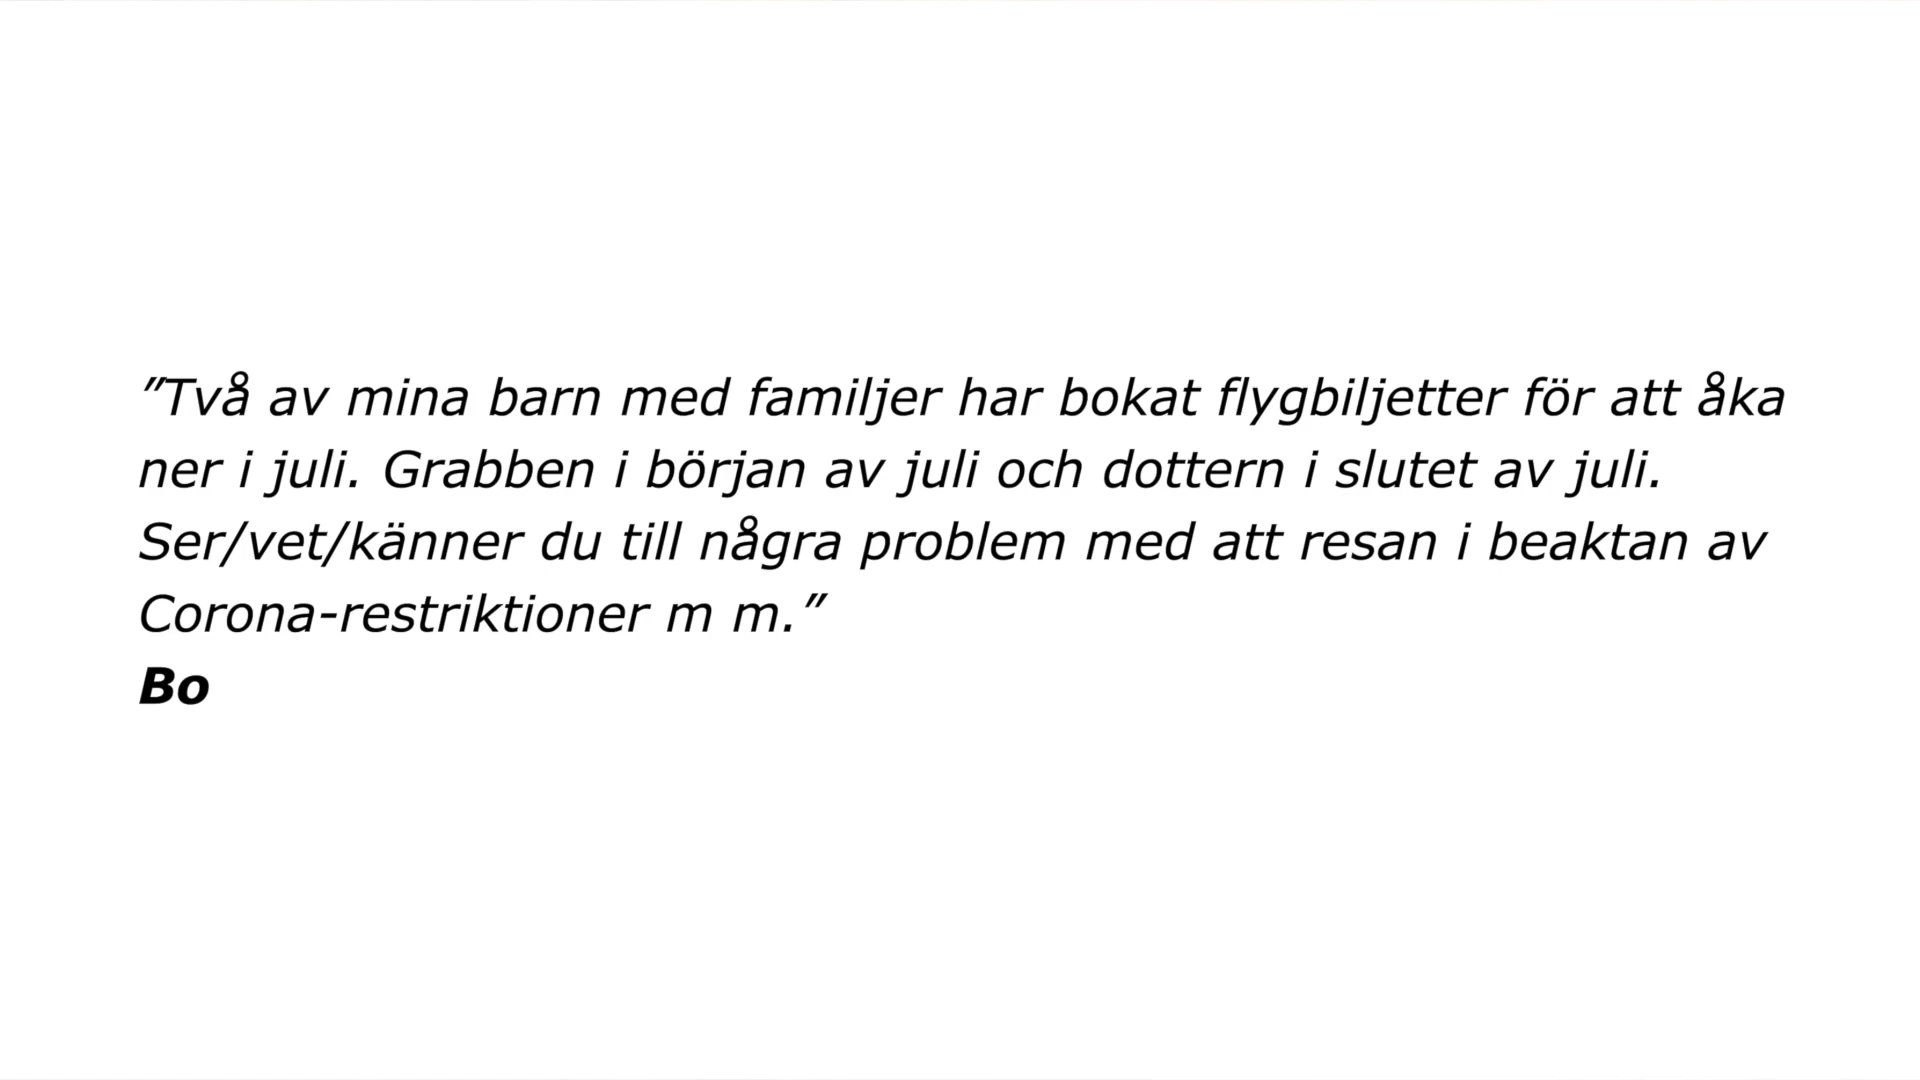 ”Två av mina barn med familjer har bokat flygbiljetter för att åka
ner i juli. Grabben i början av juli och dottern i slutet av juli.
Ser/vet/känner du till några problem med att resan i beaktan av
Corona-restriktioner m m.”
Bo